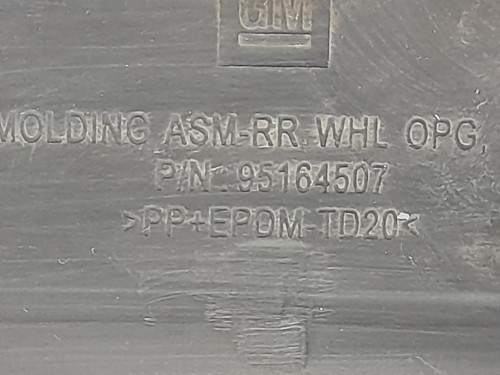 GM
MOLDING ASM-RR WHL OPG,
P/N : 95164507
>PP+EPDM-TD20<